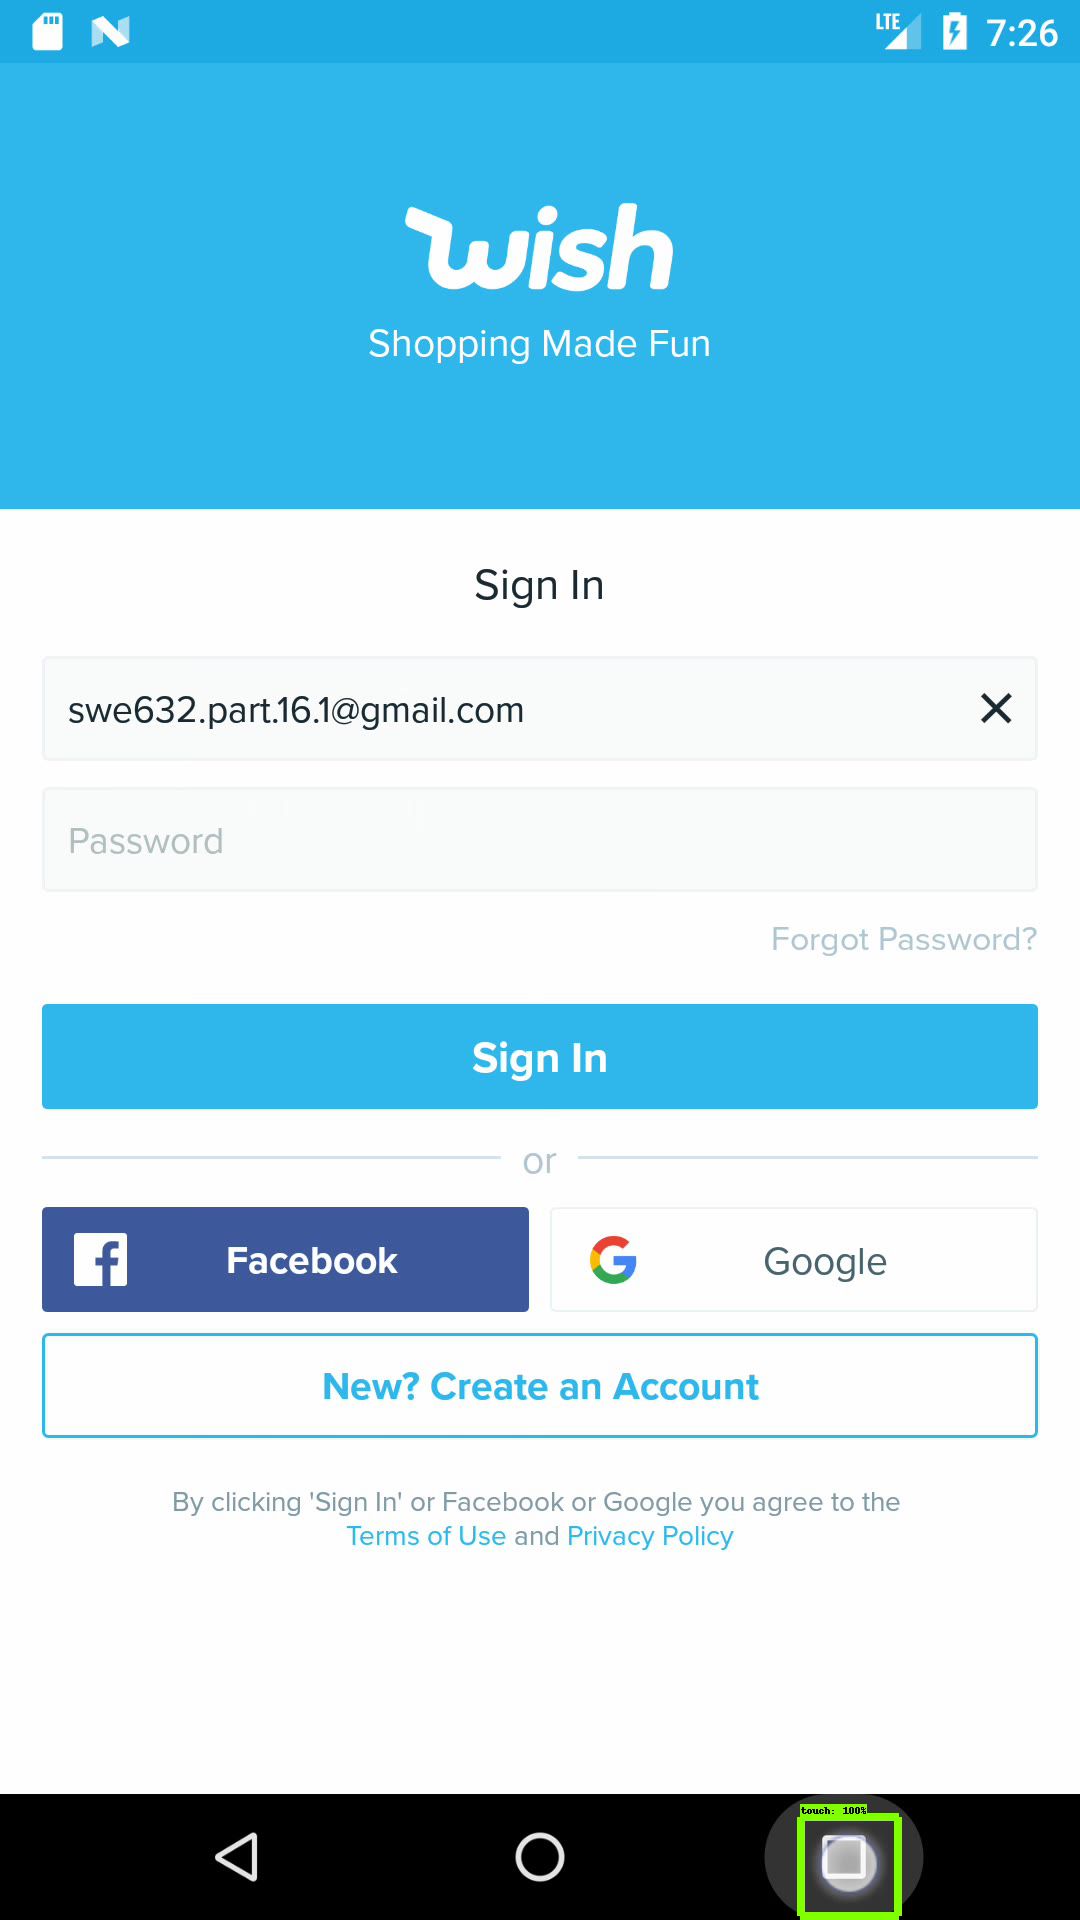 LTE 7:26
wish
Shopping Made Fun
Sign In
swe632.part.16.1@gmail.com
Password
Forgot Password?
Sign In
or
Facebook
Google
New? Create an Account
By clicking 'Sign In' or Facebook or Google you agree to the
Terms of Use and Privacy Policy
touch: 100%